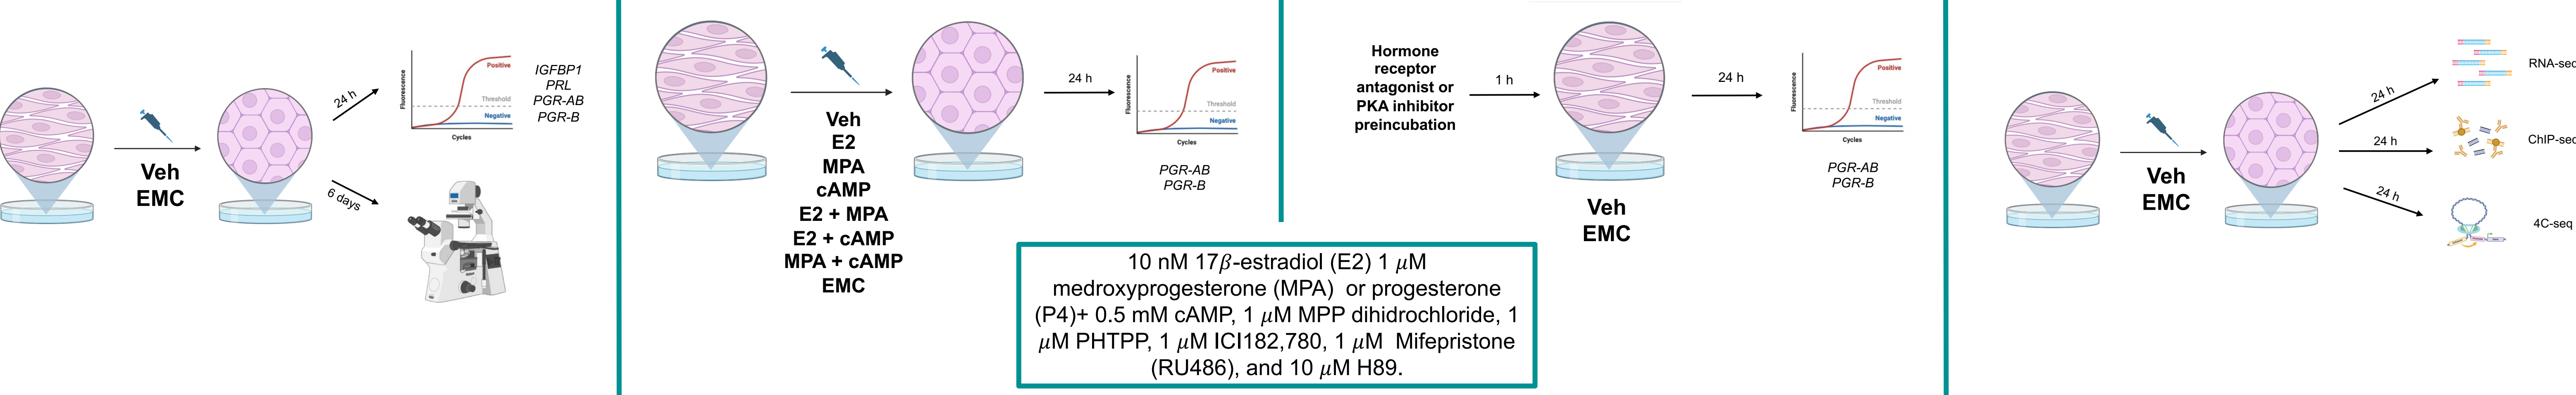 24 h
6 days
Veh
EMC
Fluorescence
Positive
Threshold
Negative
Cycles
IGFBP1
PRL
PGR-AB
PGR-B
Veh
E2
MPA
cAMP
E2 + MPA
E2 + cAMP
MPA + cAMP
EMC
24 h
Fluorescence
Positive
Threshold
Negative
Cycles
PGR-AB
PGR-B
Hormone
receptor
antagonist or
PKA inhibitor
preincubation
1 h
Veh
EMC
24 h
Fluorescence
Positive
Threshold
Negative
Cycles
PGR-AB
PGR-B
10 nM 17β-estradiol (E2) 1 μM
medroxyprogesterone (MPA) or progesterone
(P4)+ 0.5 mM cAMP, 1 μM MPP dihidrochloride, 1
μM PHTPP, 1 μM ICI182,780, 1 μM Mifepristone
(RU486), and 10 μM H89.
Veh
EMC
24 h
24 h
24 h
RNA-seq
ChIP-seq
4C-seq